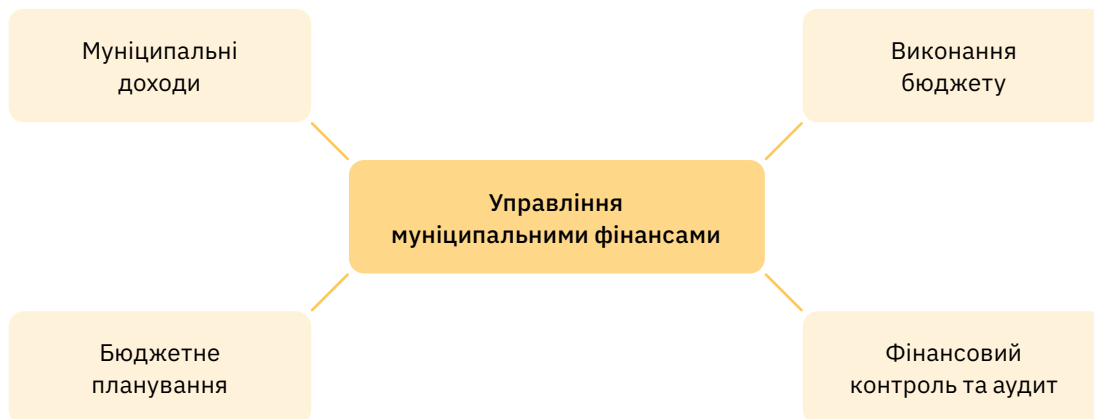 Муніципальні
доходи
Виконання
бюджету
Управління
муніципальними фінансами
Бюджетне
планування
Фінансовий
контроль та аудит